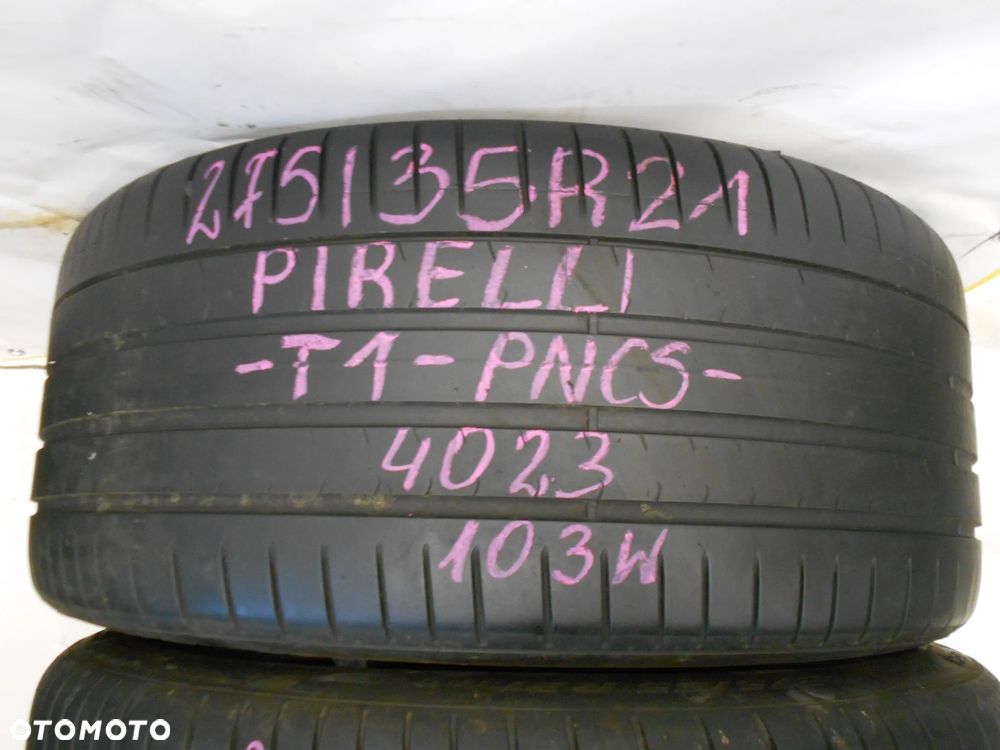 275/35R21
PIRELLI
-T1-PNCS-
4023
103W
OTOMOTO